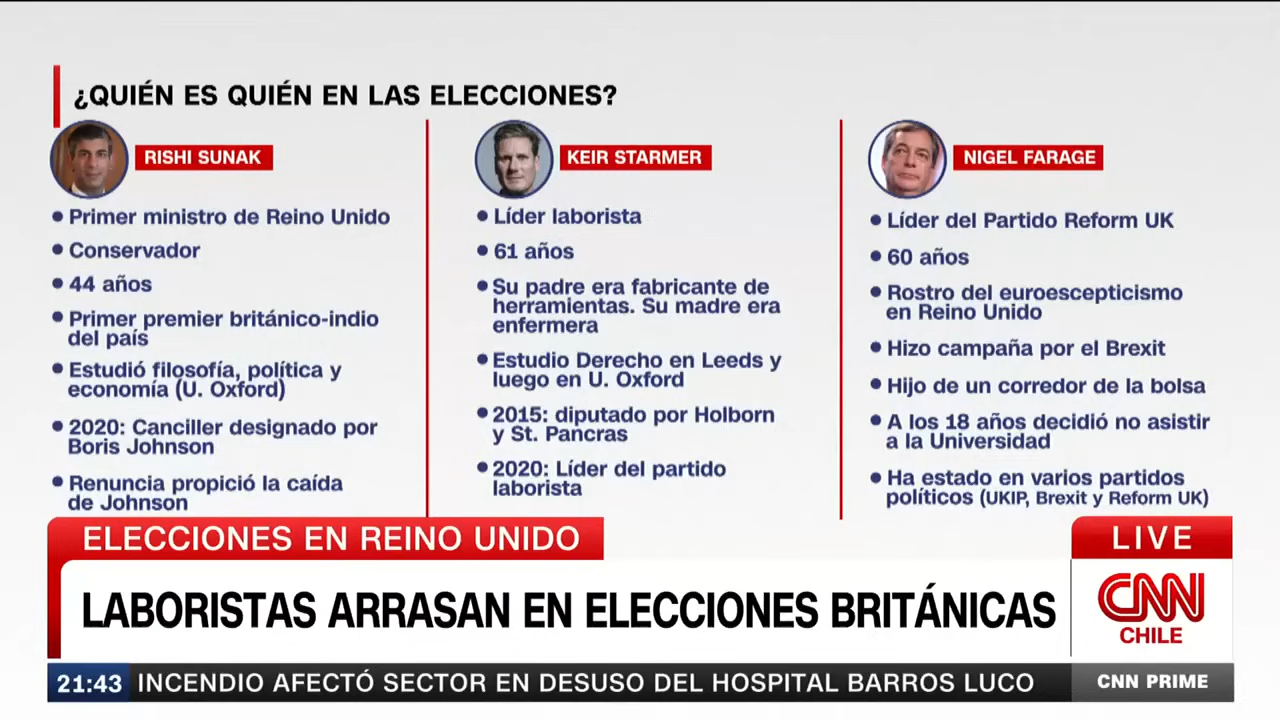 ¿QUIÉN ES QUIÉN EN LAS ELECCIONES?
RISHI SUNAK
• Primer ministro de Reino Unido
• Conservador
• 44 años
• Primer premier británico-indio
del país
• Estudió filosofía, política y
economía (U. Oxford)
• 2020: Canciller designado por
Boris Johnson
• Renuncia propició la caída
de Johnson
KEIR STARMER
• Líder laborista
• 61 años
• Su padre era fabricante de
herramientas. Su madre era
enfermera
• Estudio Derecho en Leeds y
luego en U. Oxford
• 2015: diputado por Holborn
y St. Pancras
• 2020: Líder del partido
laborista
NIGEL FARAGE
• Líder del Partido Reform UK
• 60 años
• Rostro del euroescepticismo
en Reino Unido
• Hizo campaña por el Brexit
• Hijo de un corredor de la bolsa
• A los 18 años decidió no asistir
a la Universidad
• Ha estado en varios partidos
políticos (UKIP, Brexit y Reform UK)
ELECCIONES EN REINO UNIDO
LIVE
LABORISTAS ARRASAN EN ELECCIONES BRITÁNICAS
CNN
CHILE
21:43 INCENDIO AFECTÓ SECTOR EN DESUSO DEL HOSPITAL BARROS LUCO
CNN PRIME